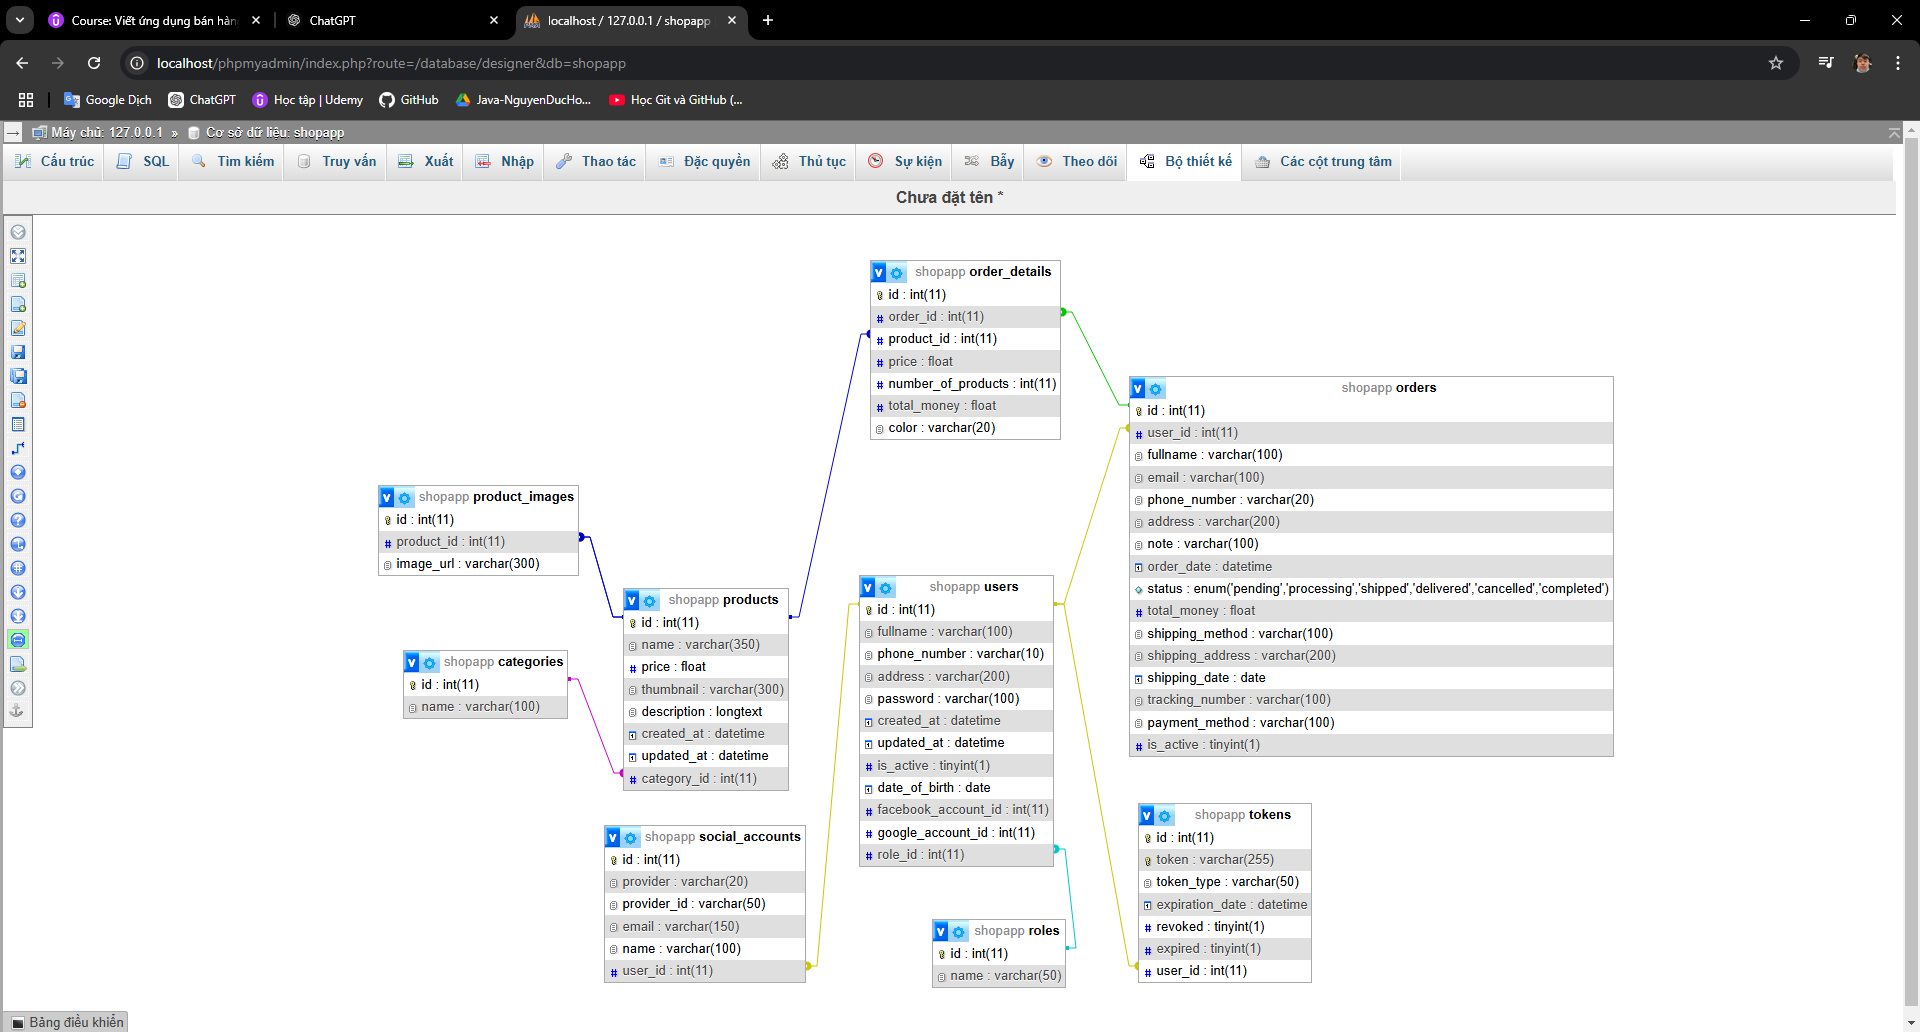 Course: Viết ứng dụng bán hàn
ChatGPT
localhost / 127.0.0.1 / shopapp
localhost/phpmyadmin/index.php?route=/database/designer&db=shopapp
Google Dịch
ChatGPT
Học tập | Udemy
GitHub
Java-NguyenDucHo...
Học Git và GitHub (...
Máy chủ: 127.0.0.1 » Cơ sở dữ liệu: shopapp
Cấu trúc
SQL
Tìm kiếm
Truy vấn
Xuất
Nhập
Thao tác
Đặc quyền
Thủ tục
Sự kiện
Bẫy
Theo dõi
Bộ thiết kế
Các cột trung tâm
Chưa đặt tên *
shopapp order_details
id : int(11)
order_id : int(11)
product_id : int(11)
price : float
number_of_products : int(11)
total_money : float
color : varchar(20)
shopapp orders
id : int(11)
user_id : int(11)
fullname : varchar(100)
email : varchar(100)
phone_number : varchar(20)
address : varchar(200)
note : varchar(100)
order_date : datetime
status : enum('pending','processing','shipped','delivered','cancelled','completed')
total_money : float
shipping_method : varchar(100)
shipping_address : varchar(200)
shipping_date : date
tracking_number : varchar(100)
payment_method : varchar(100)
is_active : tinyint(1)
shopapp product_images
id : int(11)
product_id : int(11)
image_url : varchar(300)
shopapp products
id : int(11)
name : varchar(350)
price : float
thumbnail : varchar(300)
description : longtext
created_at : datetime
updated_at : datetime
category_id : int(11)
shopapp users
id : int(11)
fullname : varchar(100)
phone_number : varchar(10)
address : varchar(200)
password : varchar(100)
created_at : datetime
updated_at : datetime
is_active : tinyint(1)
date_of_birth : date
facebook_account_id : int(11)
google_account_id : int(11)
role_id : int(11)
shopapp categories
id : int(11)
name : varchar(100)
shopapp social_accounts
id : int(11)
provider : varchar(20)
provider_id : varchar(50)
email : varchar(150)
name : varchar(100)
user_id : int(11)
shopapp roles
id : int(11)
name : varchar(50)
shopapp tokens
id : int(11)
token : varchar(255)
token_type : varchar(50)
expiration_date : datetime
revoked : tinyint(1)
expired : tinyint(1)
user_id : int(11)
Bảng điều khiển